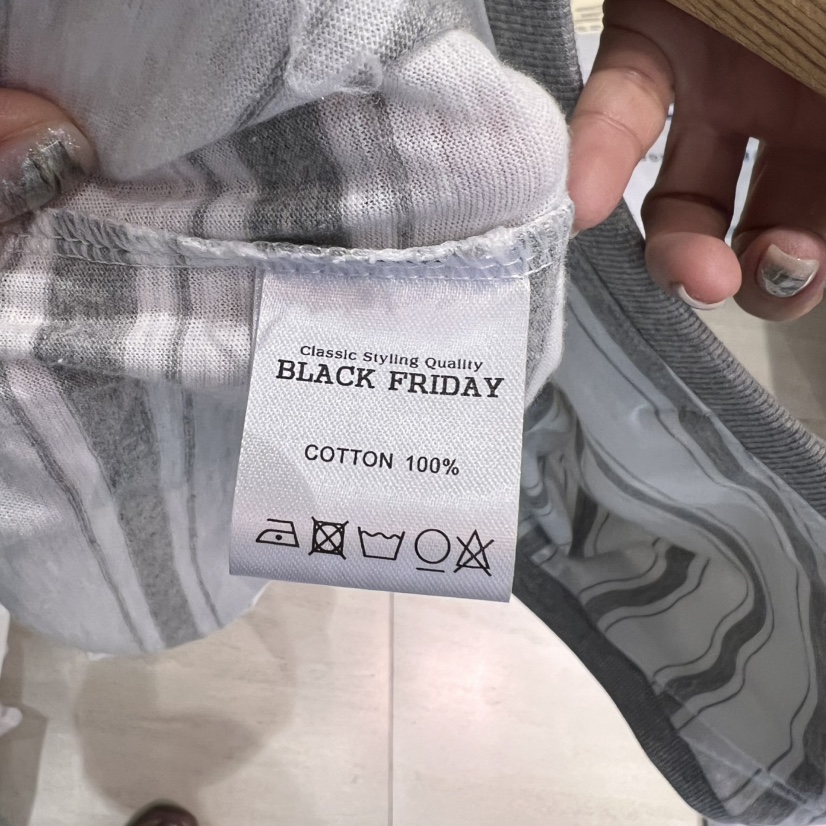 Classic Styling Quality
BLACK FRIDAY
COTTON 100%